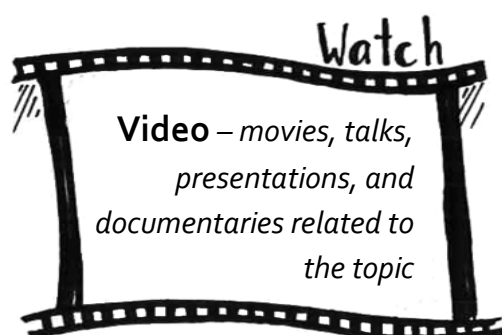 Watch
Video – movies, talks,
presentations, and
documentaries related to
the topic